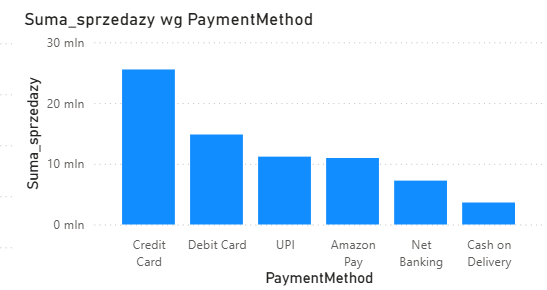 Suma_sprzedazy wg PaymentMethod
30 mln
20 mln
10 mln
0 mln
Suma_sprzedazy
Credit Card
Debit Card
UPI
Amazon Pay
Net Banking
Cash on Delivery
PaymentMethod